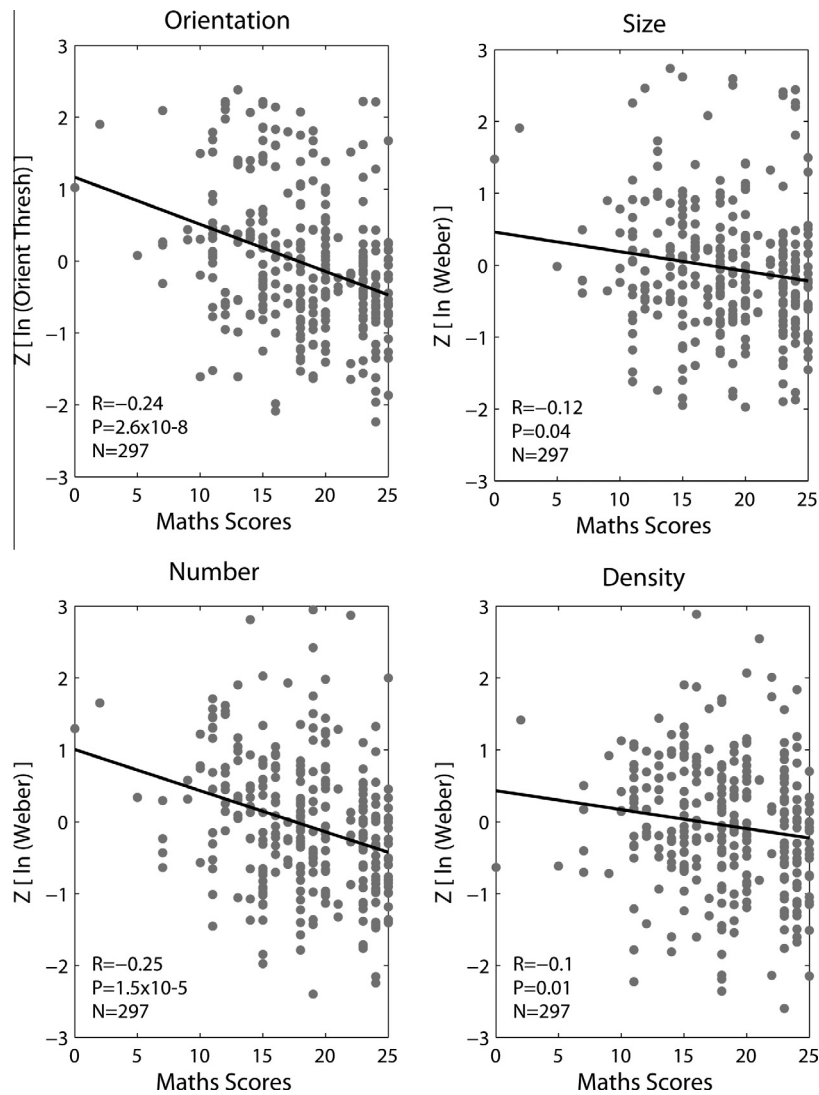 Orientation
Z [ ln (Orient Thresh) ]
3
2
1
0
−1
−2
−3
R=−0.24
P=2.6x10-8
N=297
0 5 10 15 20 25
Maths Scores
Size
Z [ ln (Weber) ]
3
2
1
0
−1
−2
−3
R=−0.12
P=0.04
N=297
0 5 10 15 20 25
Maths Scores
Number
Z [ ln (Weber) ]
3
2
1
0
−1
−2
−3
R=−0.25
P=1.5x10-5
N=297
0 5 10 15 20 25
Maths Scores
Density
Z [ ln (Weber) ]
3
2
1
0
−1
−2
−3
R=−0.1
P=0.01
N=297
0 5 10 15 20 25
Maths Scores